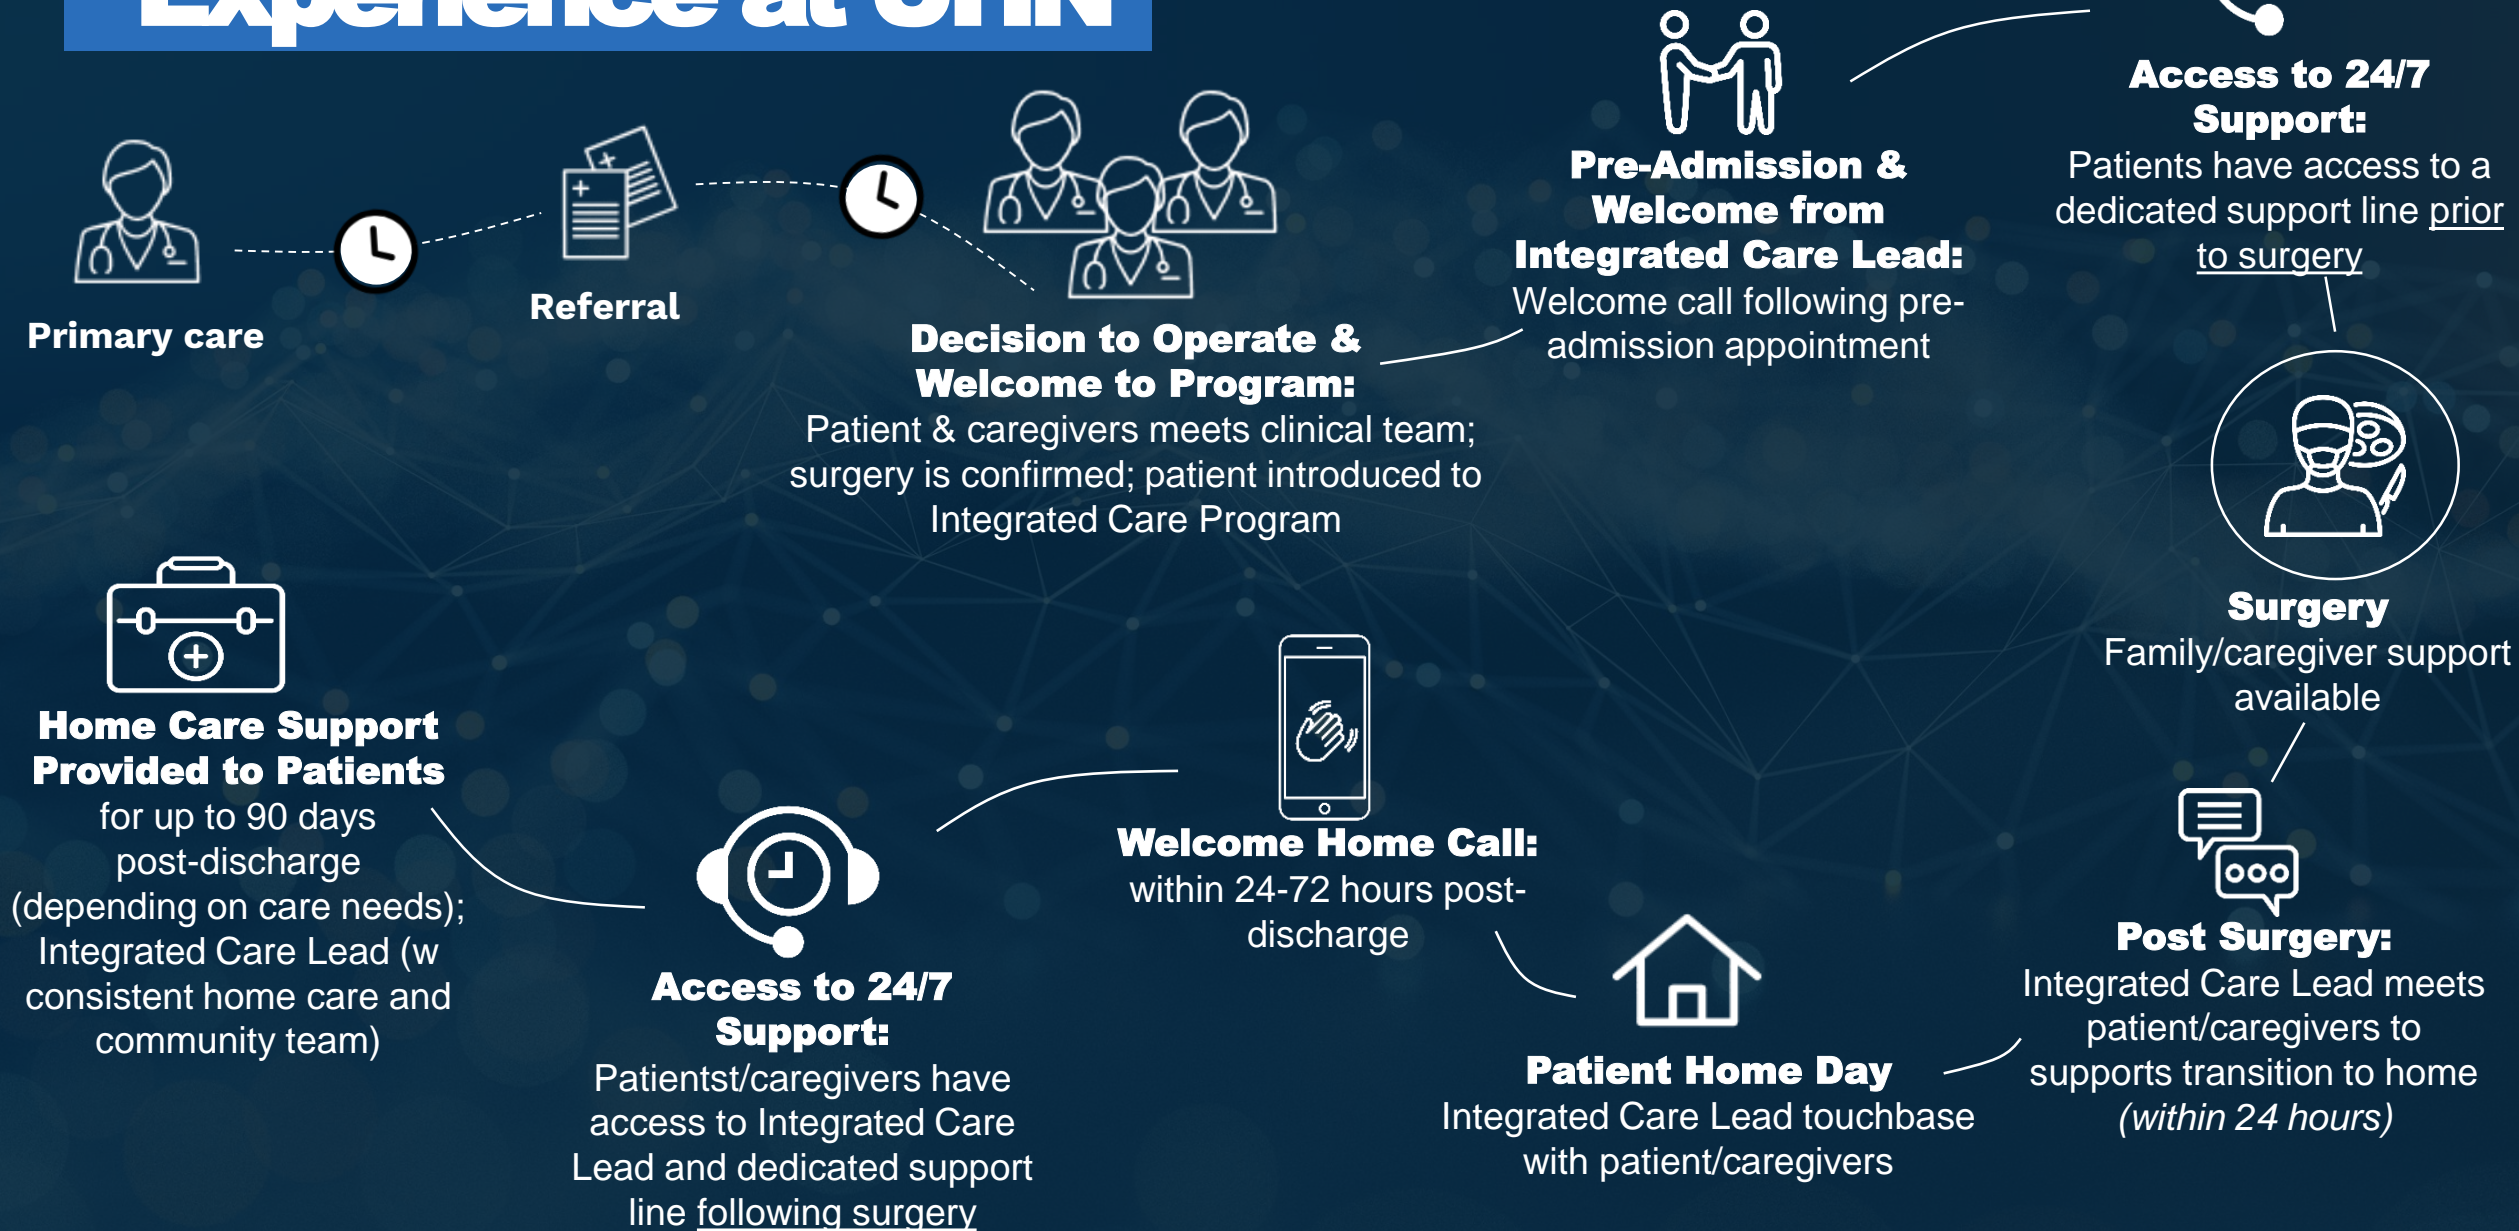 Experience at UHN
Primary care
Referral
Decision to Operate &
Welcome to Program:
Patient & caregivers meets clinical team;
surgery is confirmed; patient introduced to
Integrated Care Program
Pre-Admission &
Welcome from
Integrated Care Lead:
Welcome call following pre-
admission appointment
Access to 24/7
Support:
Patients have access to a
dedicated support line prior
to surgery
Surgery
Family/caregiver support
available
Post Surgery:
Integrated Care Lead meets
patient/caregivers to
supports transition to home
(within 24 hours)
Patient Home Day
Integrated Care Lead touchbase
with patient/caregivers
Welcome Home Call:
within 24-72 hours post-
discharge
Access to 24/7
Support:
Patientst/caregivers have
access to Integrated Care
Lead and dedicated support
line following surgery
Home Care Support
Provided to Patients
for up to 90 days
post-discharge
(depending on care needs);
Integrated Care Lead (w
consistent home care and
community team)